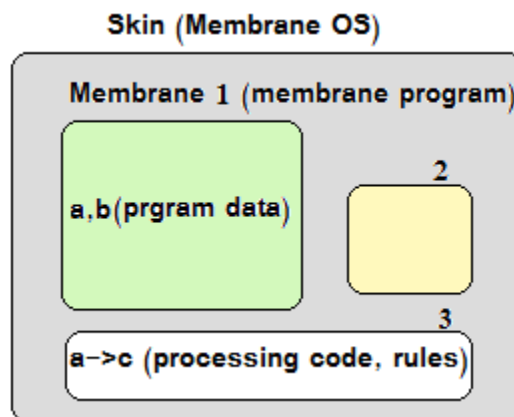 Skin (Membrane OS)
Membrane 1 (membrane program)
2
a,b(prgram data)
3
a->c (processing code, rules)